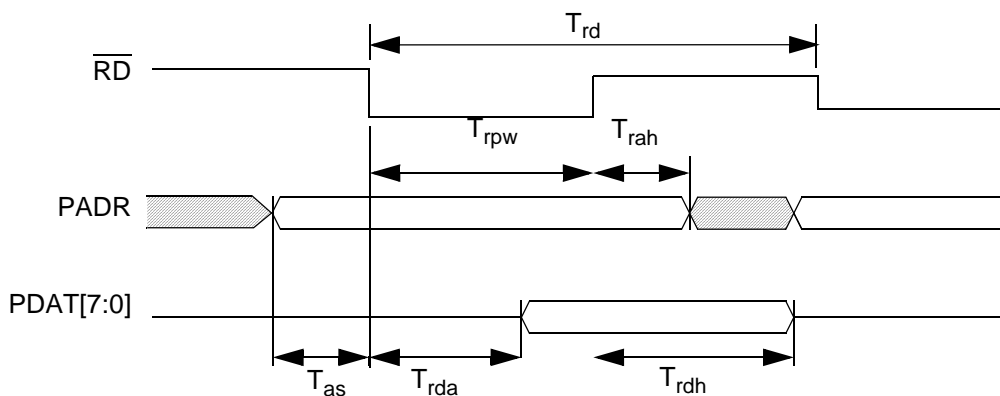 Trd
RD
Trpw
Trah
PADR
PDAT[7:0]
Tas
Trda
Trdh